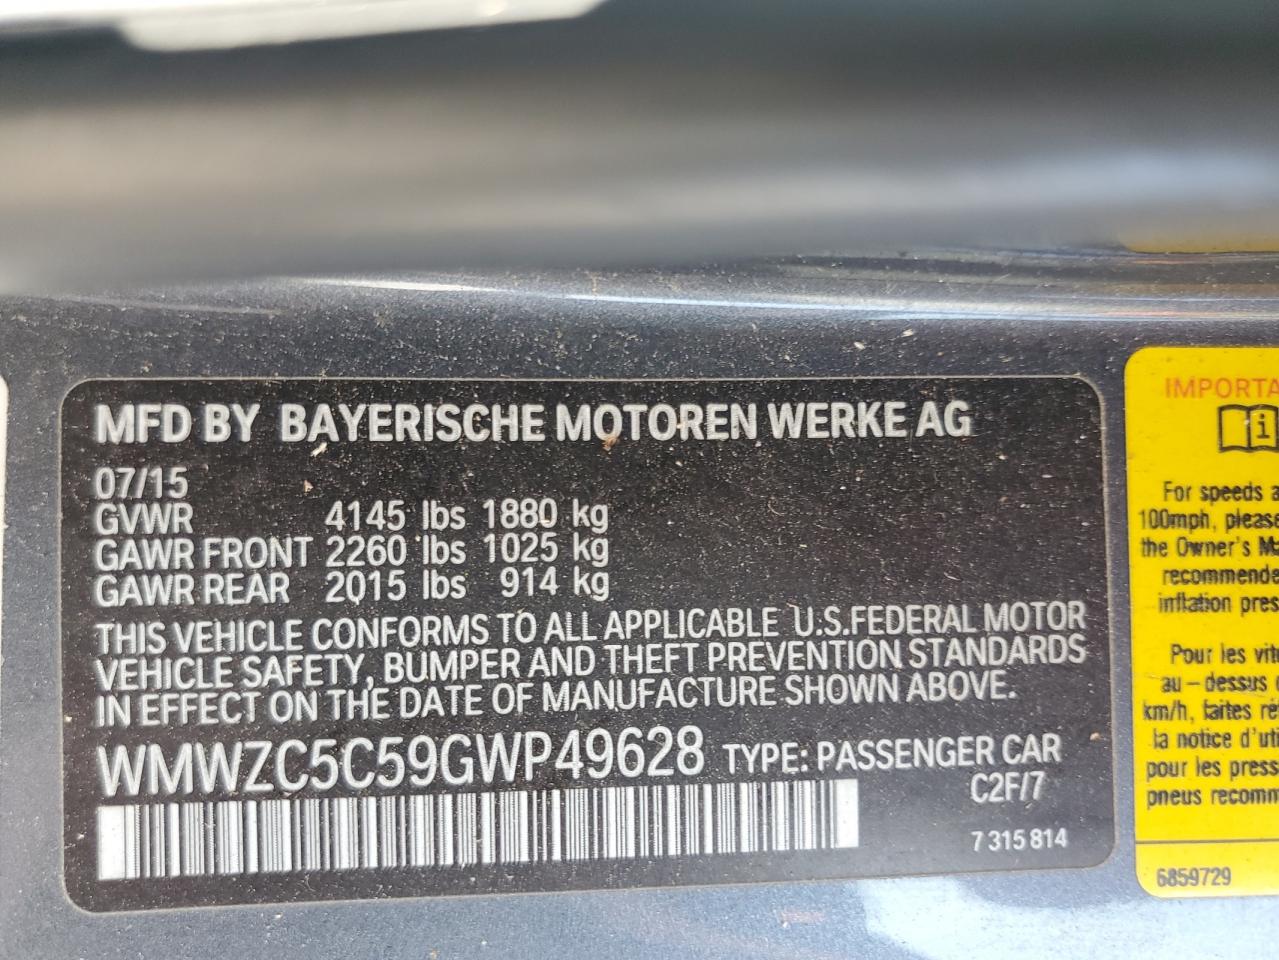 MFD BY BAYERISCHE MOTOREN WERKE AG
07/15
GVWR 4145 lbs 1880 kg
GAWR FRONT 2260 lbs 1025 kg
GAWR REAR 2015 lbs 914 kg
THIS VEHICLE CONFORMS TO ALL APPLICABLE U.S.FEDERAL MOTOR
VEHICLE SAFETY, BUMPER AND THEFT PREVENTION STANDARDS
IN EFFECT ON THE DATE OF MANUFACTURE SHOWN ABOVE.
WMWZC5C59GWP49628 TYPE: PASSENGER CAR
C2F/7
7 315 814
IMPORTA
i
For speeds a
100mph, please
the Owner's Ma
recommende
inflation pres
Pour les vite
au-dessus
km/h, faites ré
la notice d'uti
pour les press
pneus recomm
6859729